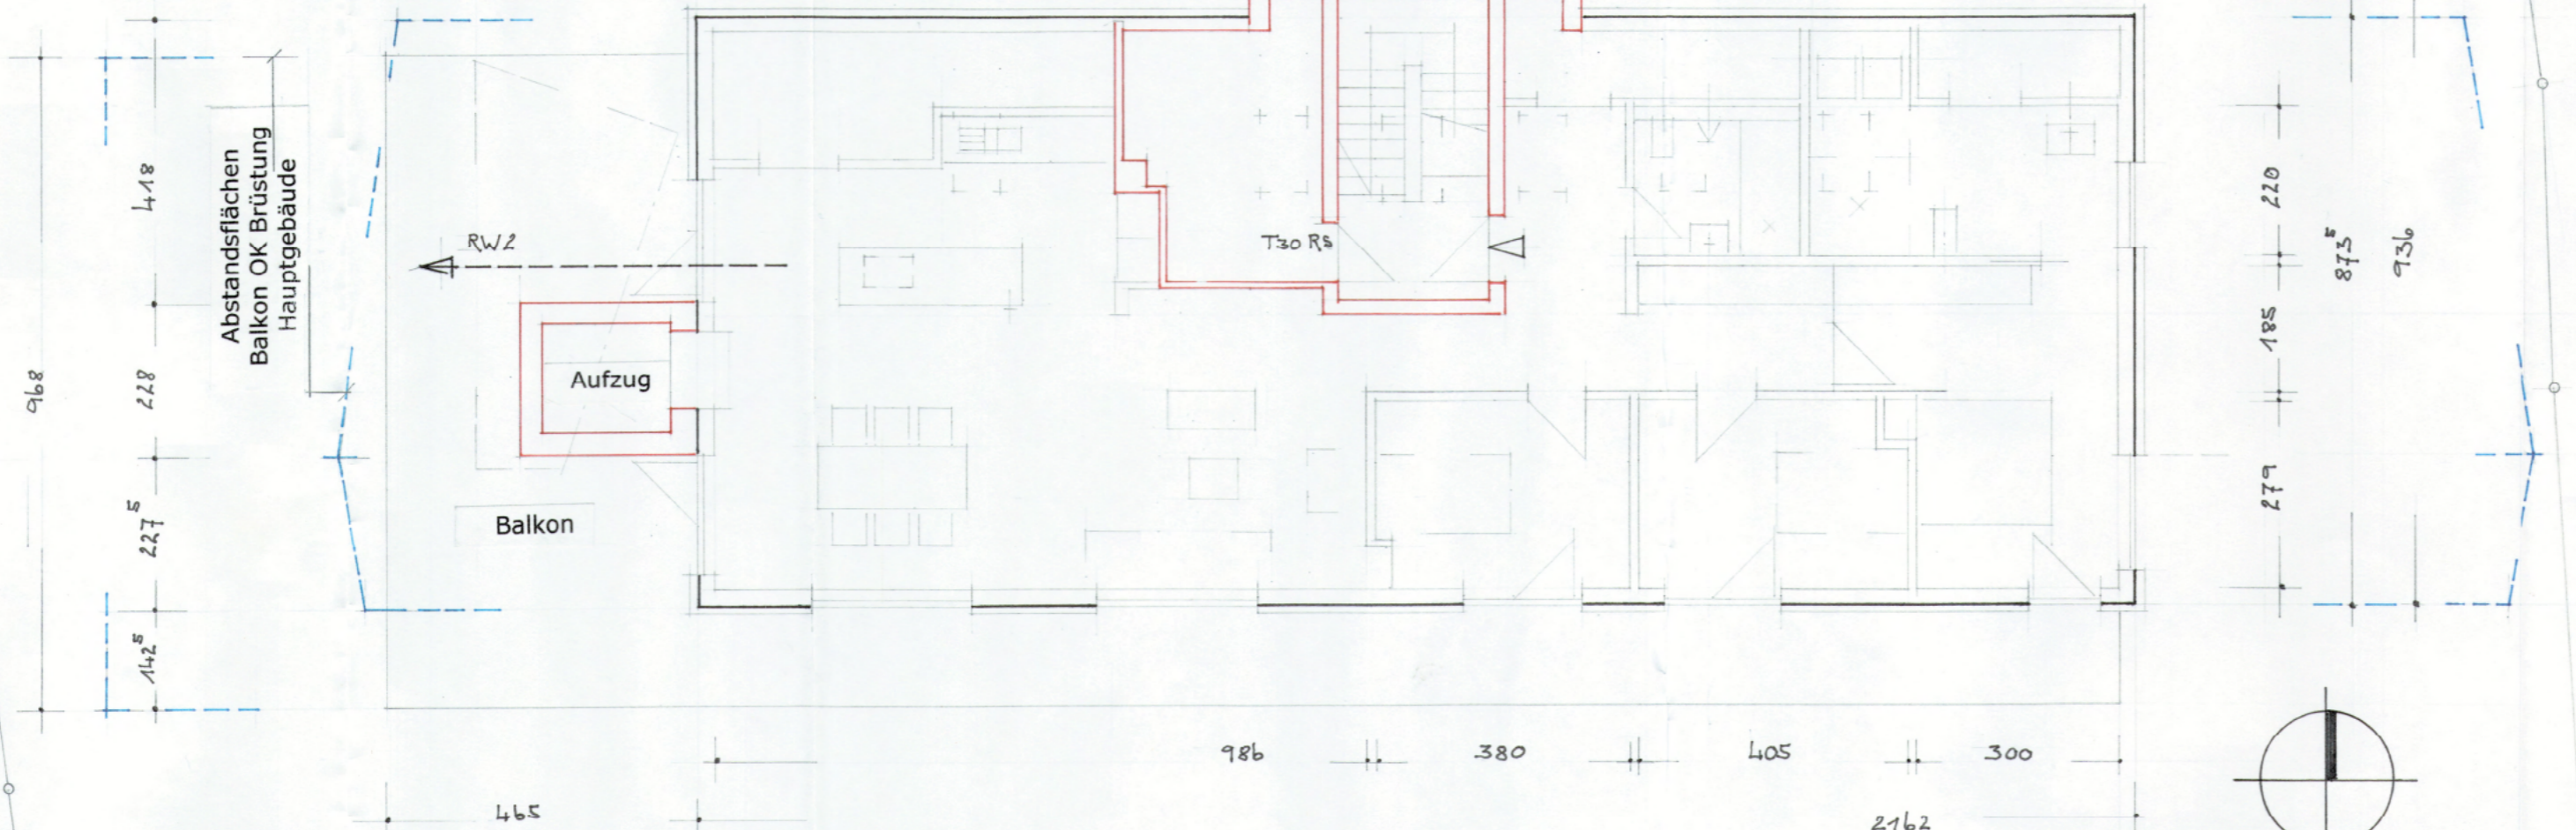 Abstandsflächen
Balkon OK Brüstung
Hauptgebäude
968
418
228
227⁵
142⁵
RW2
Aufzug
Balkon
T30 RS
220
185
279
873⁵
936
986
380
405
300
465
2162